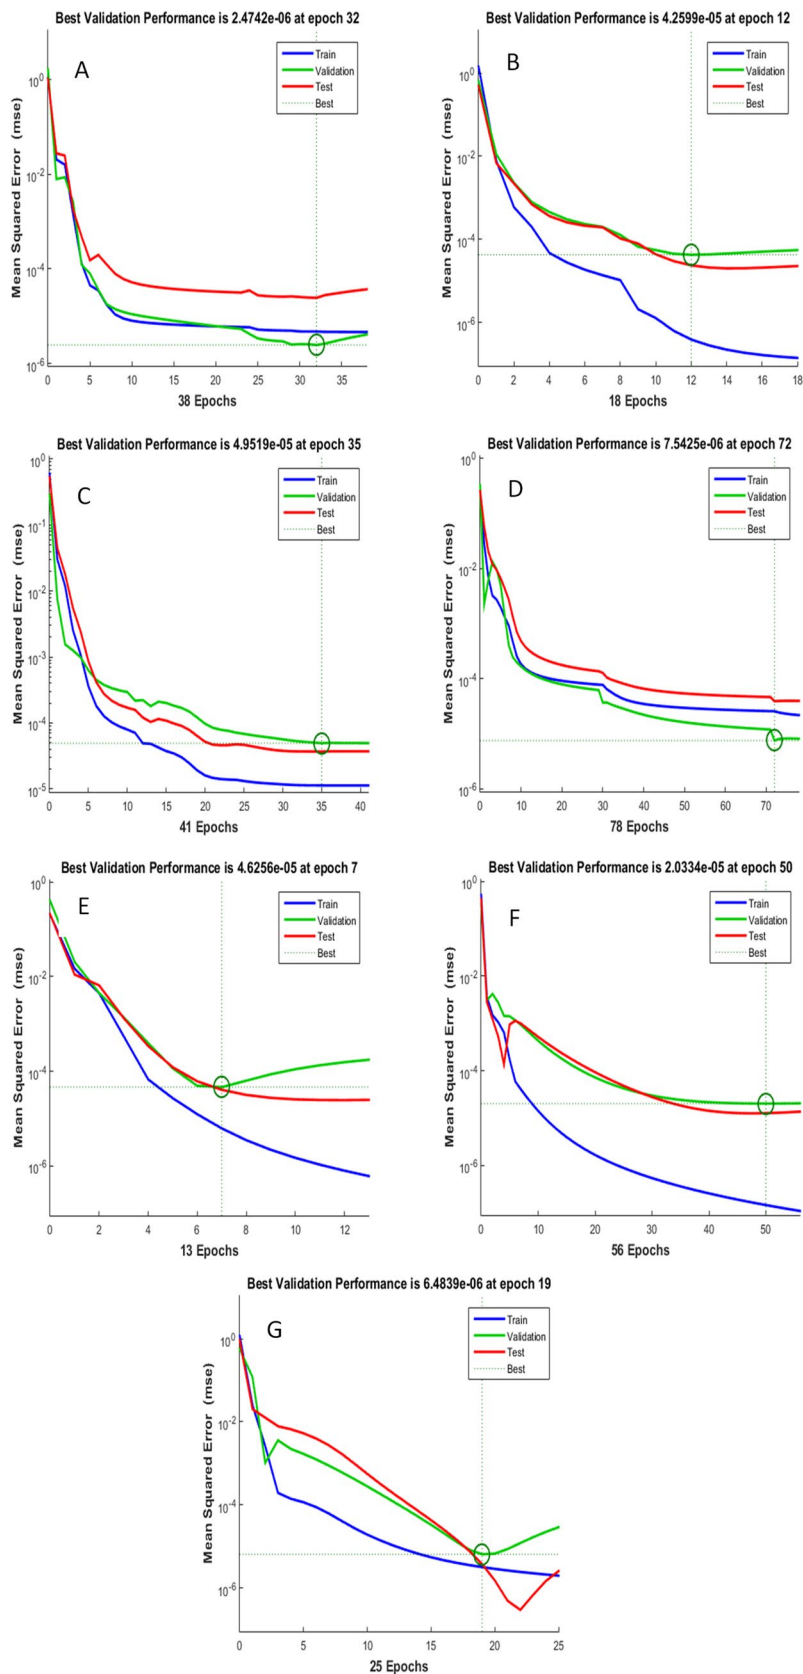 Best Validation Performance is 2.4742e-06 at epoch 32
A
Train
Validation
Test
Best
Mean Squared Error (mse)
10^0
10^-2
10^-4
10^-6
0 5 10 15 20 25 30 35
38 Epochs
Best Validation Performance is 4.2599e-05 at epoch 12
B
Train
Validation
Test
Best
Mean Squared Error (mse)
10^0
10^-2
10^-4
10^-6
0 2 4 6 8 10 12 14 16 18
18 Epochs
Best Validation Performance is 4.9519e-05 at epoch 35
C
Train
Validation
Test
Best
Mean Squared Error (mse)
10^0
10^-1
10^-2
10^-3
10^-4
10^-5
0 5 10 15 20 25 30 35 40
41 Epochs
Best Validation Performance is 7.5425e-06 at epoch 72
D
Train
Validation
Test
Best
Mean Squared Error (mse)
10^0
10^-2
10^-4
10^-6
0 10 20 30 40 50 60 70
78 Epochs
Best Validation Performance is 4.6256e-05 at epoch 7
E
Train
Validation
Test
Best
Mean Squared Error (mse)
10^0
10^-2
10^-4
10^-6
0 2 4 6 8 10 12
13 Epochs
Best Validation Performance is 2.0334e-05 at epoch 50
F
Train
Validation
Test
Best
Mean Squared Error (mse)
10^0
10^-2
10^-4
10^-6
0 10 20 30 40 50
56 Epochs
Best Validation Performance is 6.4839e-06 at epoch 19
G
Train
Validation
Test
Best
Mean Squared Error (mse)
10^0
10^-2
10^-4
10^-6
0 5 10 15 20 25
25 Epochs